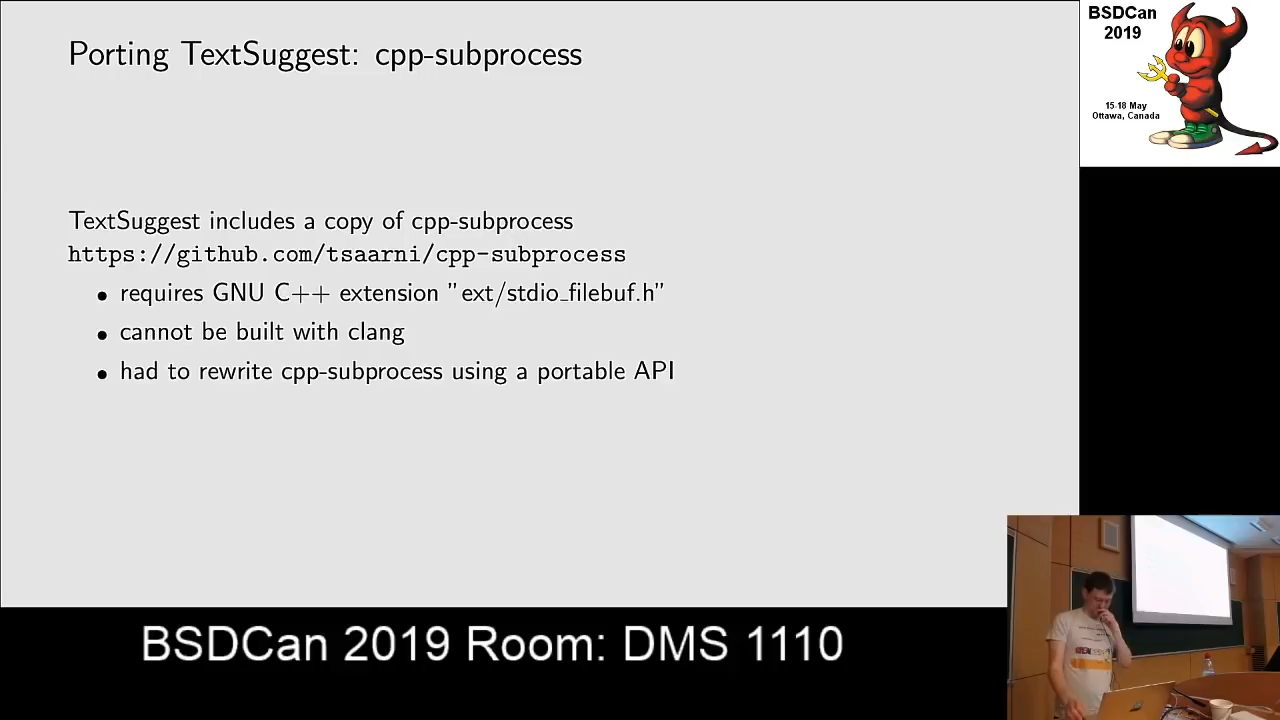 Porting TextSuggest: cpp-subprocess
TextSuggest includes a copy of cpp-subprocess
https://github.com/tsaarni/cpp-subprocess
• requires GNU C++ extension "ext/stdio_filebuf.h"
• cannot be built with clang
• had to rewrite cpp-subprocess using a portable API
BSDCan
2019
15-18 May
Ottawa, Canada
BSDCan 2019 Room: DMS 1110